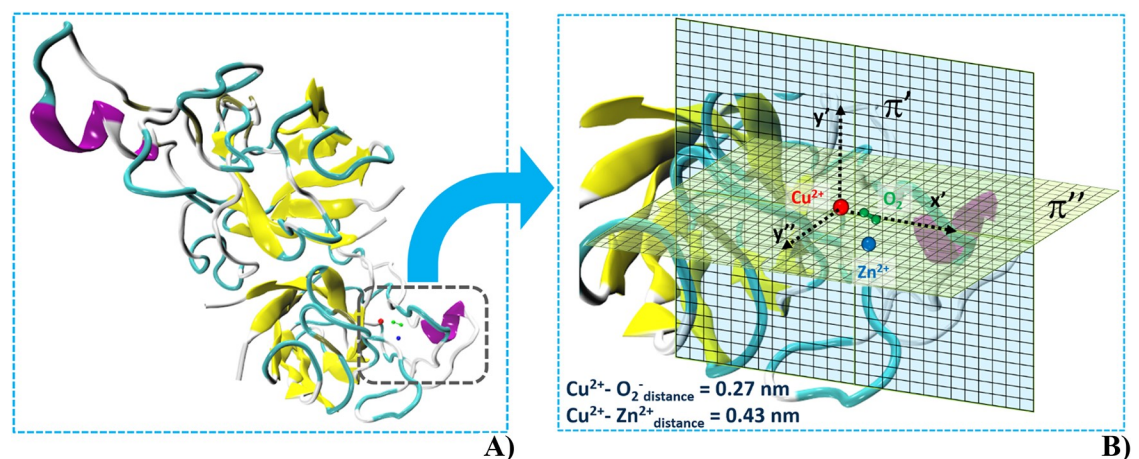 A)
y′
π′
Cu²⁺
O₂
x′
π′′
y′′
Zn²⁺
Cu²⁺- O₂⁻ distance = 0.27 nm
Cu²⁺- Zn²⁺ distance = 0.43 nm
B)